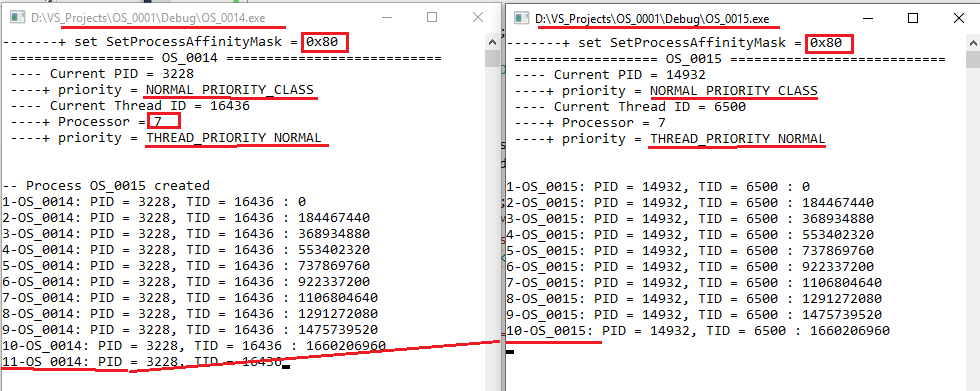 D:\VS_Projects\OS_0001\Debug\OS_0014.exe
-------+ set SetProcessAffinityMask = 0x80
================== OS_0014 ===========================
---- Current PID = 3228
----+ priority = NORMAL_PRIORITY_CLASS
---- Current Thread ID = 16436
----+ Processor = 7
----+ priority = THREAD_PRIORITY_NORMAL
-- Process OS_0015 created
1-OS_0014: PID = 3228, TID = 16436 : 0
2-OS_0014: PID = 3228, TID = 16436 : 184467440
3-OS_0014: PID = 3228, TID = 16436 : 368934880
4-OS_0014: PID = 3228, TID = 16436 : 553402320
5-OS_0014: PID = 3228, TID = 16436 : 737869760
6-OS_0014: PID = 3228, TID = 16436 : 922337200
7-OS_0014: PID = 3228, TID = 16436 : 1106804640
8-OS_0014: PID = 3228, TID = 16436 : 1291272080
9-OS_0014: PID = 3228, TID = 16436 : 1475739520
10-OS_0014: PID = 3228, TID = 16436 : 1660206960
11-OS_0014: PID = 3228, TID = 16436
D:\VS_Projects\OS_0001\Debug\OS_0015.exe
-------+ set SetProcessAffinityMask = 0x80
================== OS_0015 ===========================
---- Current PID = 14932
----+ priority = NORMAL_PRIORITY_CLASS
---- Current Thread ID = 6500
----+ Processor = 7
----+ priority = THREAD_PRIORITY_NORMAL
1-OS_0015: PID = 14932, TID = 6500 : 0
2-OS_0015: PID = 14932, TID = 6500 : 184467440
3-OS_0015: PID = 14932, TID = 6500 : 368934880
4-OS_0015: PID = 14932, TID = 6500 : 553402320
5-OS_0015: PID = 14932, TID = 6500 : 737869760
6-OS_0015: PID = 14932, TID = 6500 : 922337200
7-OS_0015: PID = 14932, TID = 6500 : 1106804640
8-OS_0015: PID = 14932, TID = 6500 : 1291272080
9-OS_0015: PID = 14932, TID = 6500 : 1475739520
10-OS_0015: PID = 14932, TID = 6500 : 1660206960